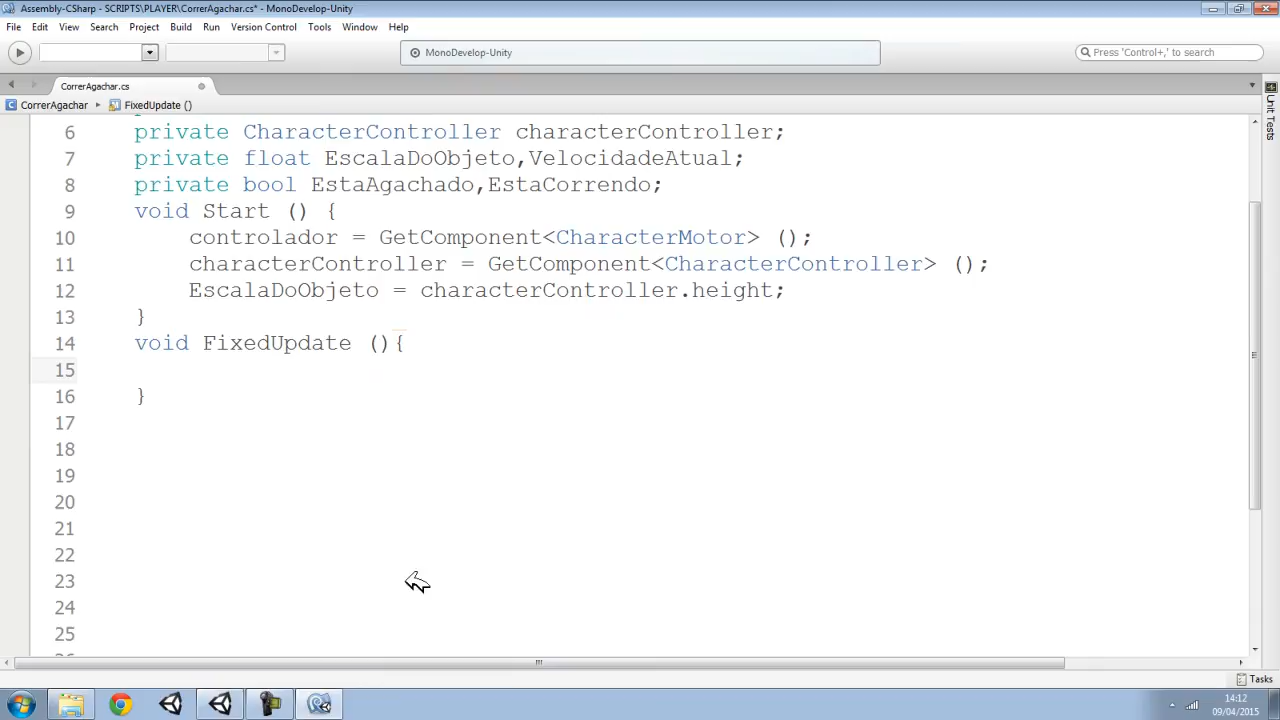 Assembly-CSharp - SCRIPTS\PLAYER\CorrerAgachar.cs* - MonoDevelop-Unity
File Edit View Search Project Build Run Version Control Tools Window Help
MonoDevelop-Unity
Press 'Control+,' to search
CorrerAgachar.cs
CorrerAgachar ▸ FixedUpdate ()
Unit Tests
6 private CharacterController characterController;
7 private float EscalaDoObjeto,VelocidadeAtual;
8 private bool EstaAgachado,EstaCorrendo;
9 void Start () {
10 controlador = GetComponent<CharacterMotor> ();
11 characterController = GetComponent<CharacterController> ();
12 EscalaDoObjeto = characterController.height;
13 }
14 void FixedUpdate (){
15
16 }
17
18
19
20
21
22
23
24
25
Tasks
14:12
09/04/2015